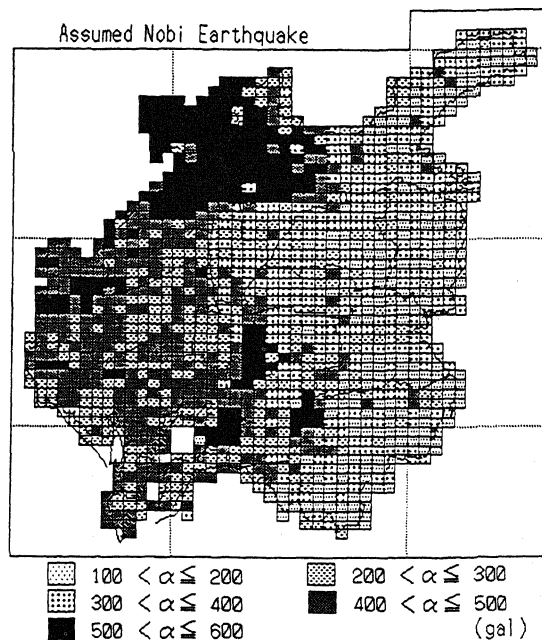 Assumed Nobi Earthquake
100 < α ≦ 200
200 < α ≦ 300
300 < α ≦ 400
400 < α ≦ 500
500 < α ≦ 600
(gal)